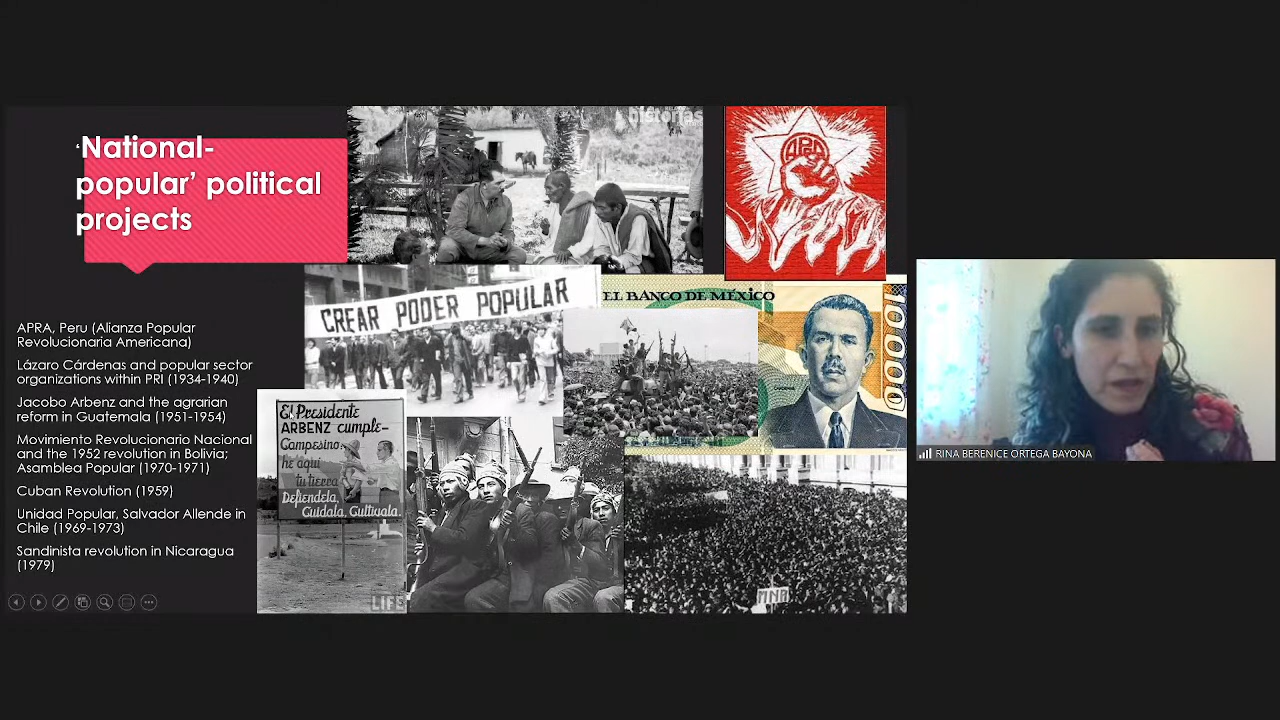 ‘National-
popular’ political
projects
APRA, Peru (Alianza Popular
Revolucionaria Americana)
Lázaro Cárdenas and popular sector
organizations within PRI (1934-1940)
Jacobo Arbenz and the agrarian
reform in Guatemala (1951-1954)
Movimiento Revolucionario Nacional
and the 1952 revolution in Bolivia;
Asamblea Popular (1970-1971)
Cuban Revolution (1959)
Unidad Popular, Salvador Allende in
Chile (1969-1973)
Sandinista revolution in Nicaragua
(1979)
historias
APRA
CREAR PODER POPULAR
EL BANCO DE MÉXICO
10000
El Presidente
ARBENZ cumple-
Campesino:
he aquí
tu tierra
Defiéndela,
Cuídala, Cultívala.
LIFE
RINA BERENICE ORTEGA BAYONA